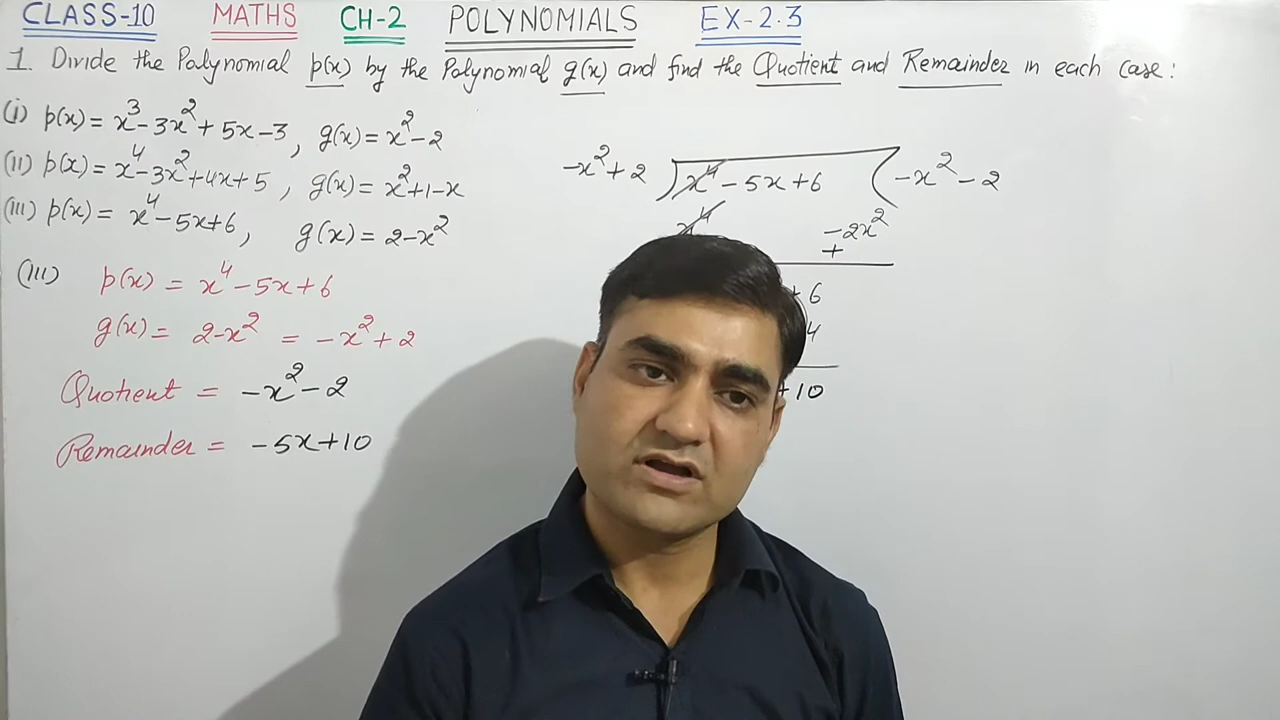 CLASS-10 MATHS CH-2 POLYNOMIALS EX-2.3
1. Divide the Polynomial p(x) by the Polynomial g(x) and find the Quotient and Remainder in each case:
(i) p(x) = x³-3x²+5x-3, g(x) = x²-2
(ii) p(x) = x⁴-3x²+4x+5, g(x) = x²+1-x
(iii) p(x) = x⁴-5x+6, g(x) = 2-x²
(iii) p(x) = x⁴-5x+6
g(x) = 2-x² = -x²+2
Quotient = -x²-2
Remainder = -5x+10
-x²+2 ) x⁴-5x+6 ( -x²-2
x⁴ -2x²
+
+6
4
+10